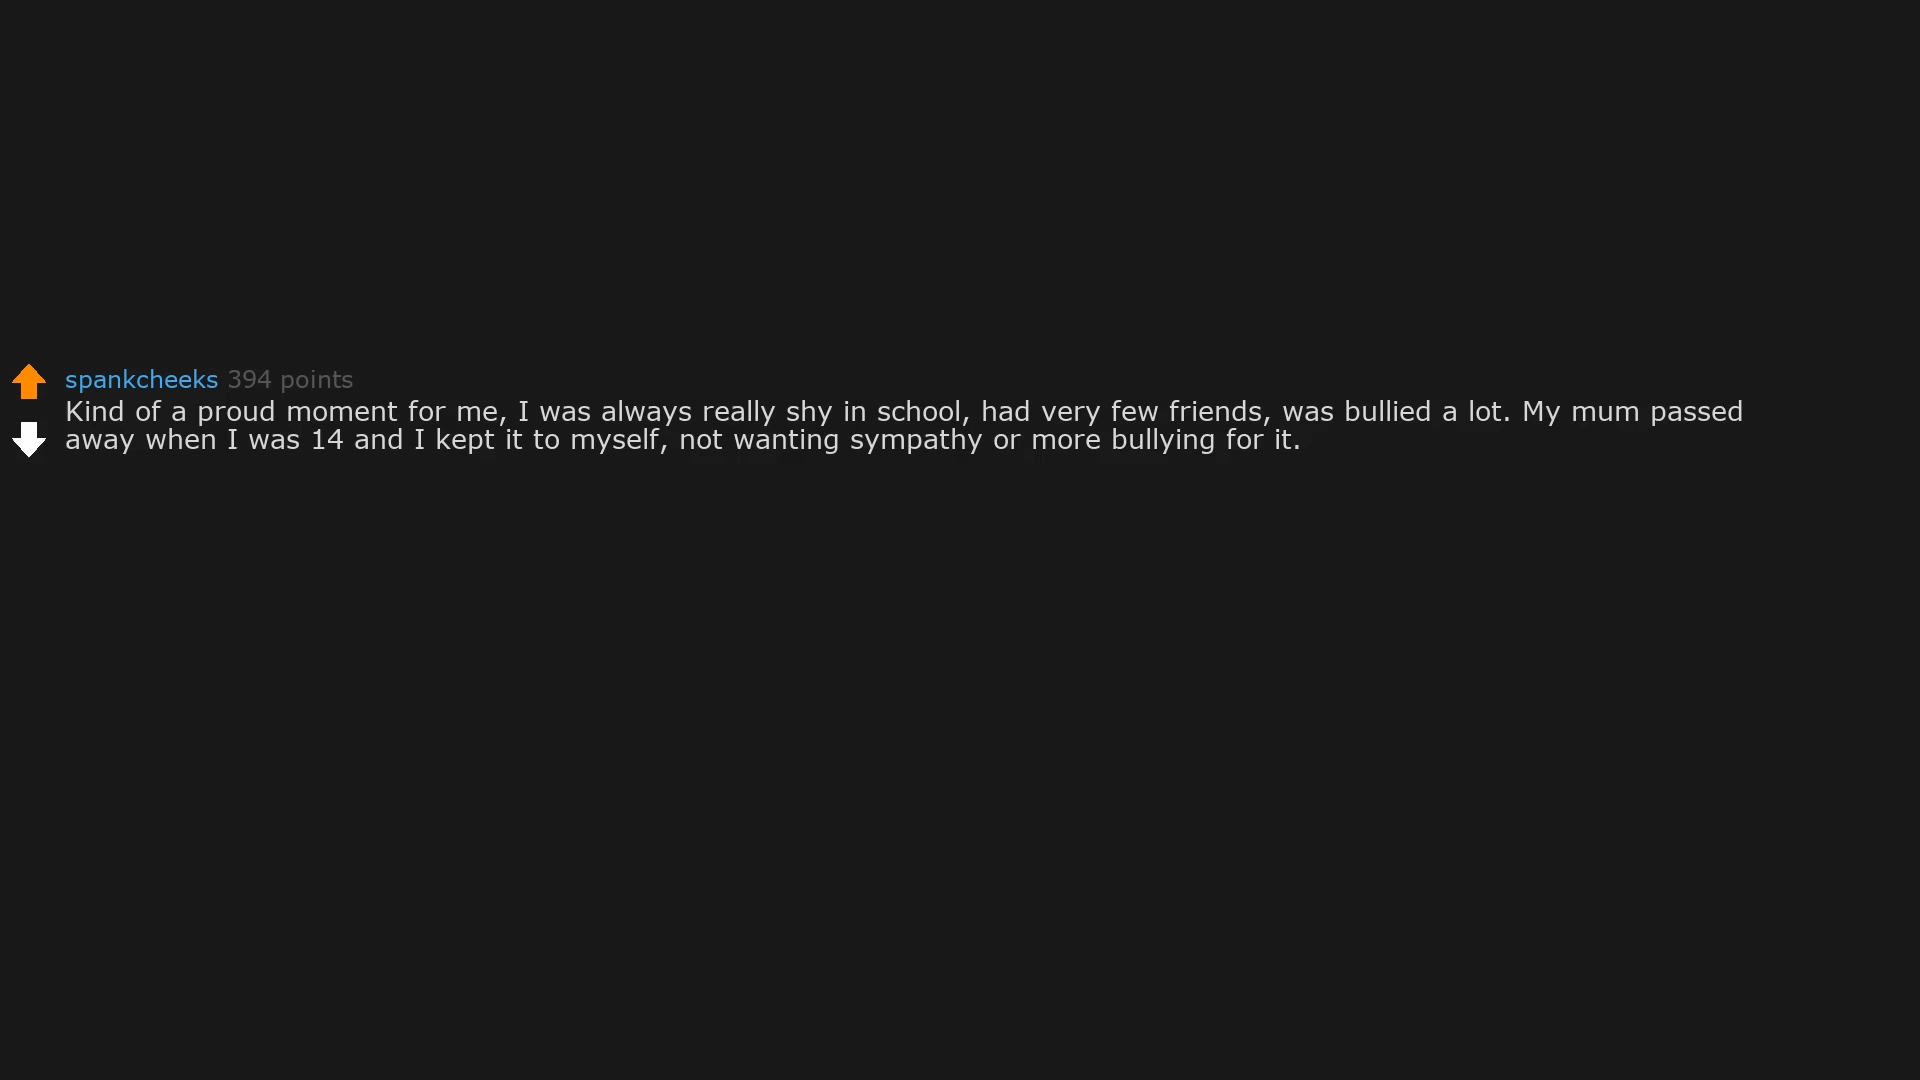 spankcheeks 394 points
Kind of a proud moment for me, I was always really shy in school, had very few friends, was bullied a lot. My mum passed
away when I was 14 and I kept it to myself, not wanting sympathy or more bullying for it.